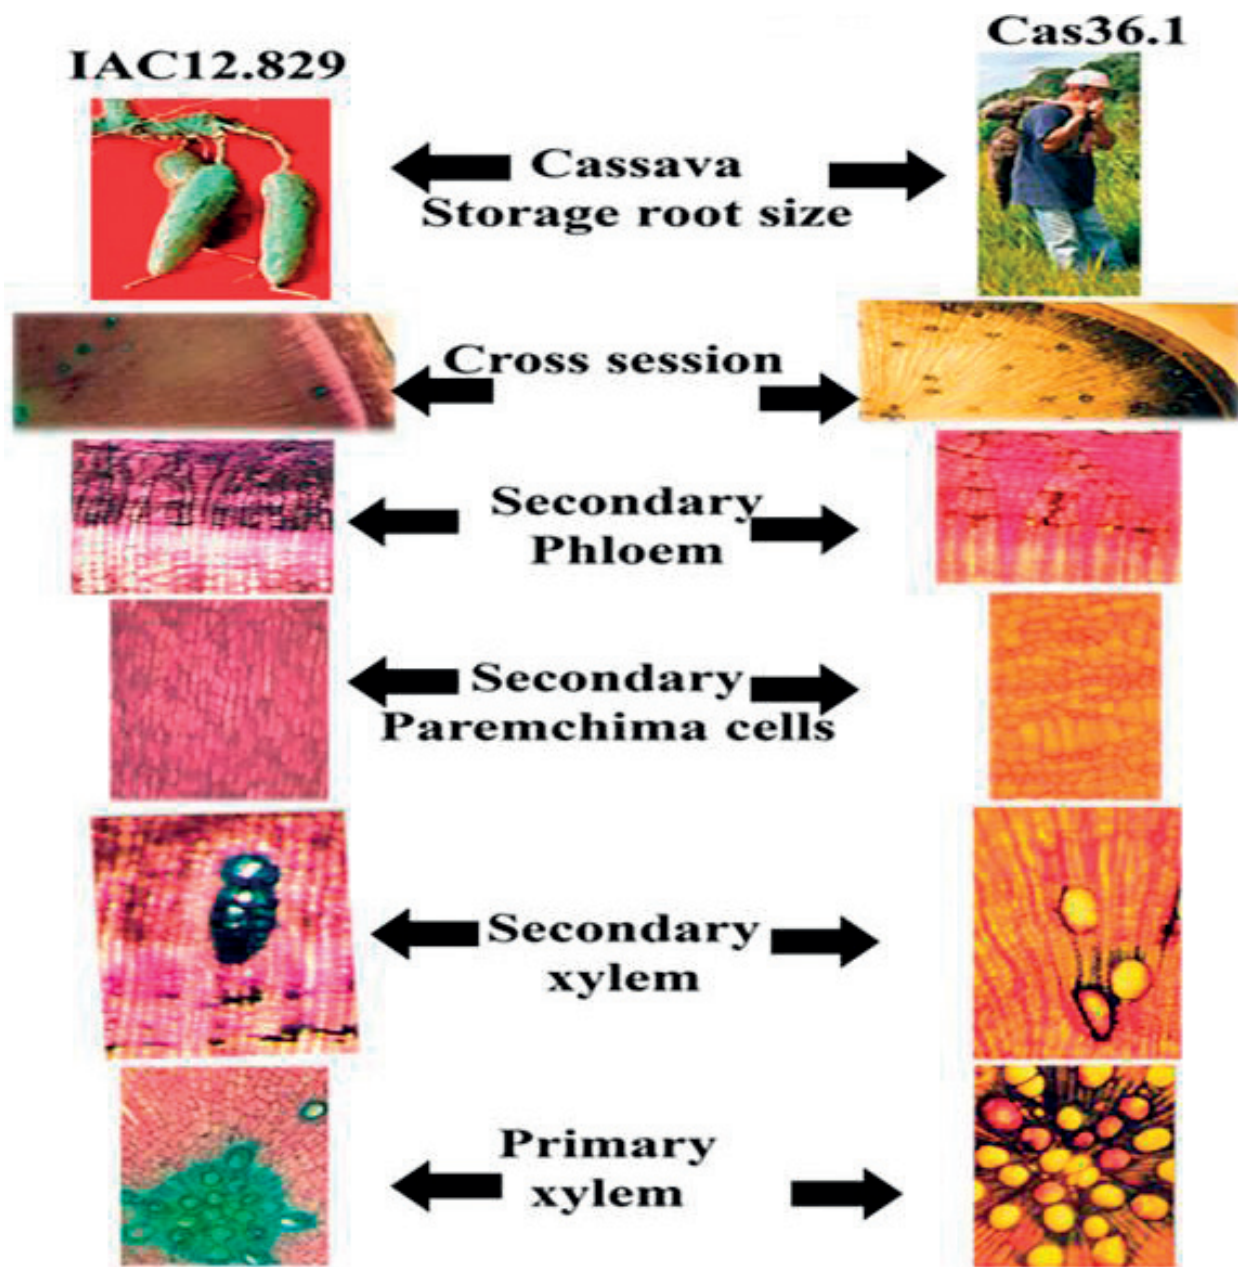 IAC12.829
Cas36.1
Cassava
Storage root size
Cross session
Secondary
Phloem
Secondary
Paremchima cells
Secondary
xylem
Primary
xylem